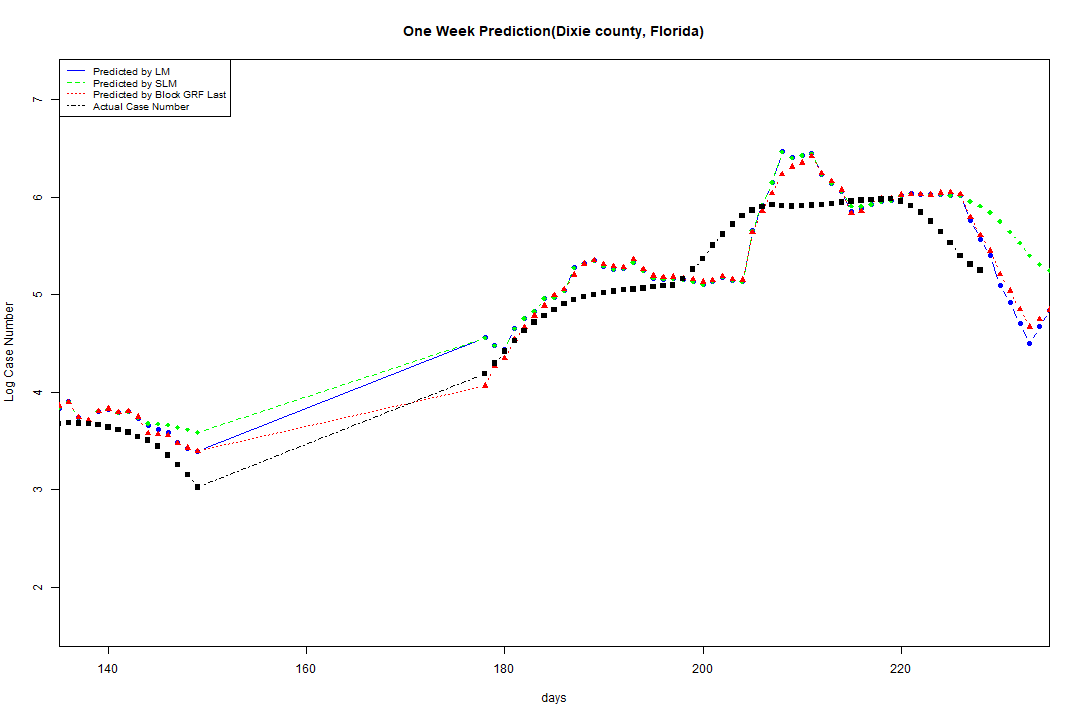 One Week Prediction(Dixie county, Florida)
Predicted by LM
Predicted by SLM
Predicted by Block GRF Last
Actual Case Number
7
6
5
4
3
2
Log Case Number
140 160 180 200 220
days